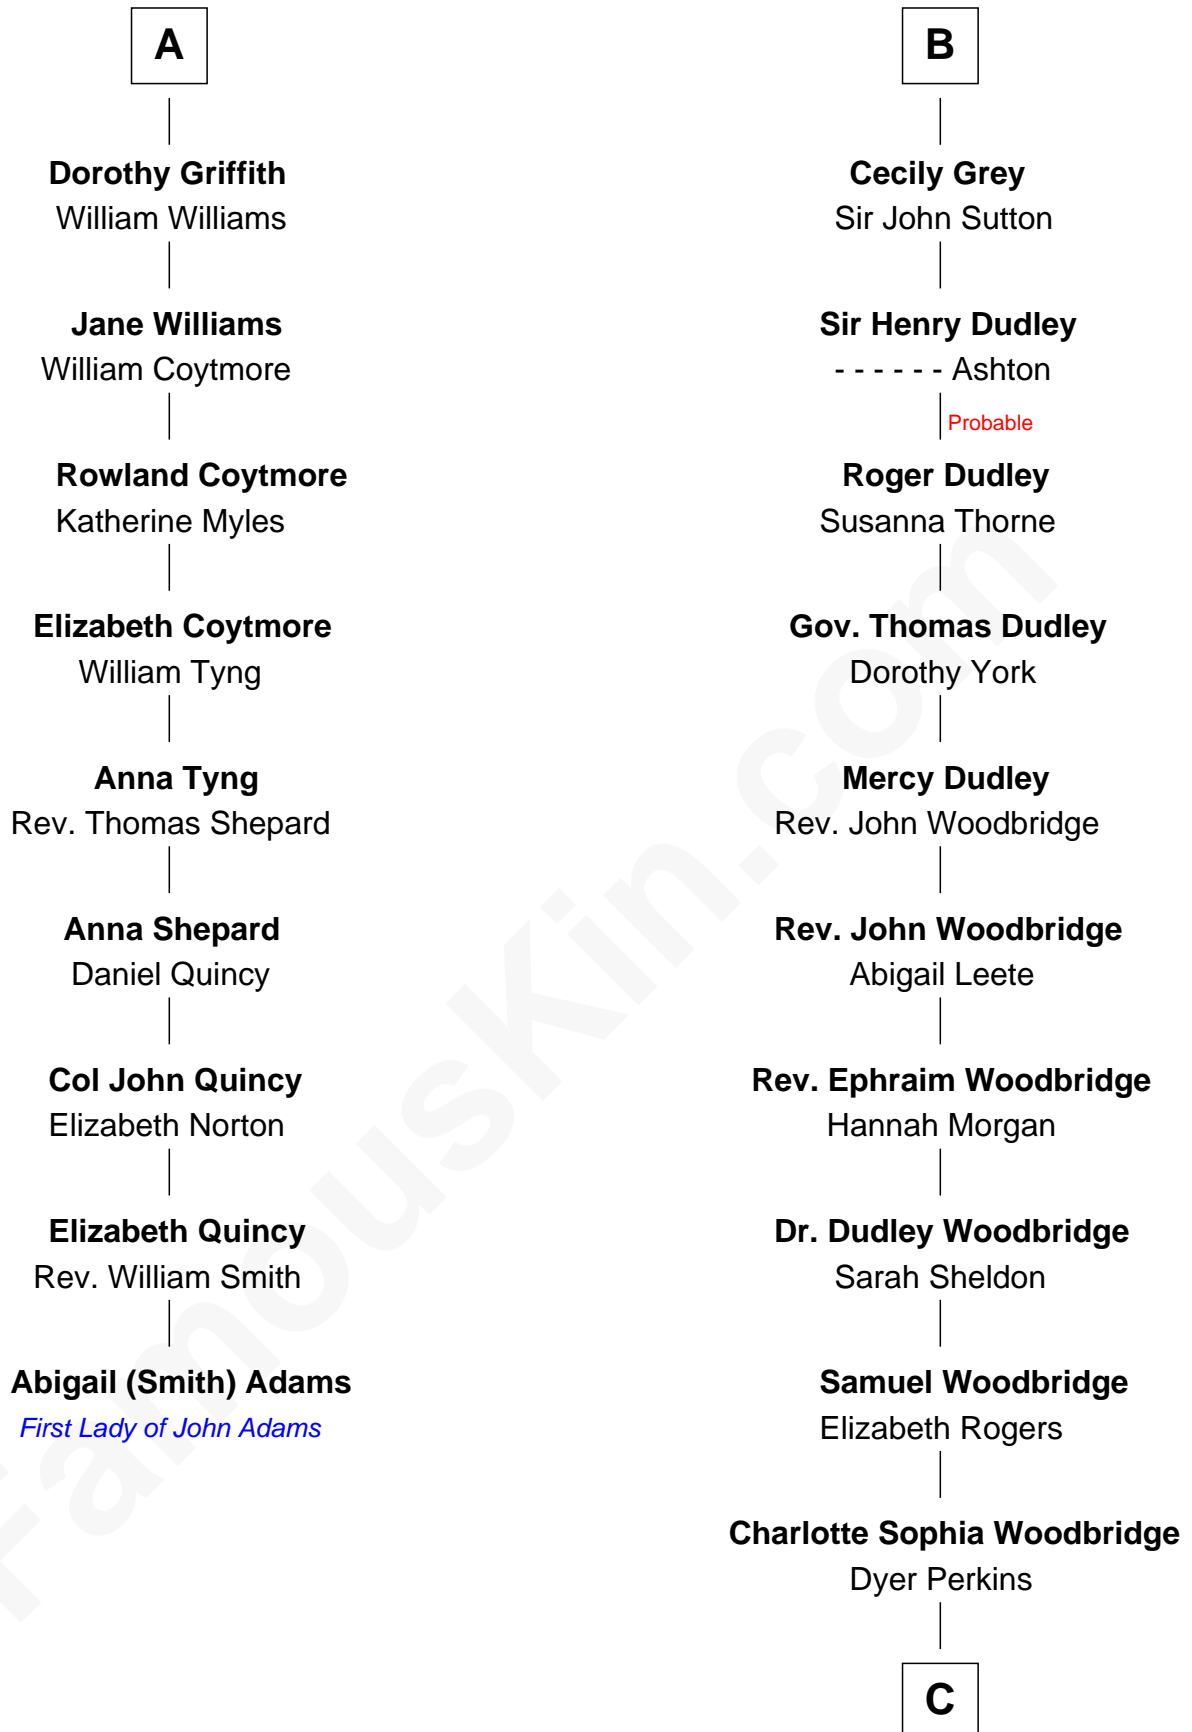 A
Dorothy Griffith
William Williams
Jane Williams
William Coytmore
Rowland Coytmore
Katherine Myles
Elizabeth Coytmore
William Tyng
Anna Tyng
Rev. Thomas Shepard
Anna Shepard
Daniel Quincy
Col John Quincy
Elizabeth Norton
Elizabeth Quincy
Rev. William Smith
Abigail (Smith) Adams
First Lady of John Adams
B
Cecily Grey
Sir John Sutton
Sir Henry Dudley
- - - - - - Ashton
Probable
Roger Dudley
Susanna Thorne
Gov. Thomas Dudley
Dorothy York
Mercy Dudley
Rev. John Woodbridge
Rev. John Woodbridge
Abigail Leete
Rev. Ephraim Woodbridge
Hannah Morgan
Dr. Dudley Woodbridge
Sarah Sheldon
Samuel Woodbridge
Elizabeth Rogers
Charlotte Sophia Woodbridge
Dyer Perkins
C
FamousKin.com